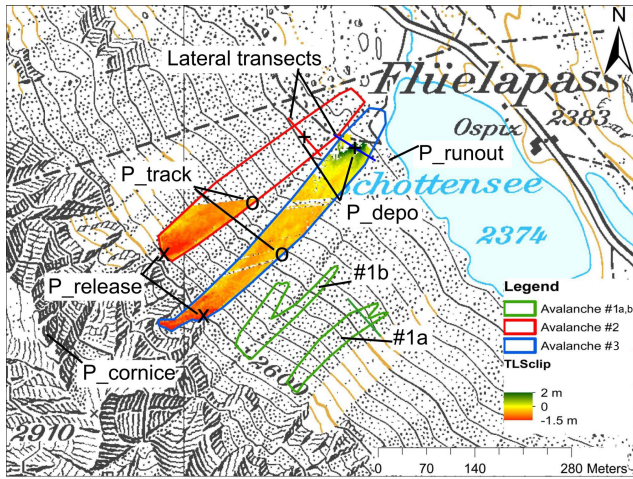 N
Lateral transects
Flüelapass
Ospiz
2383
P_runout
P_track
chottensee
P_depo
2374
P_release
#1b
#1a
P_cornice
2600
2910
Legend
Avalanche #1a,b
Avalanche #2
Avalanche #3
TLSclip
2 m
0
-1.5 m
0 70 140 280 Meters